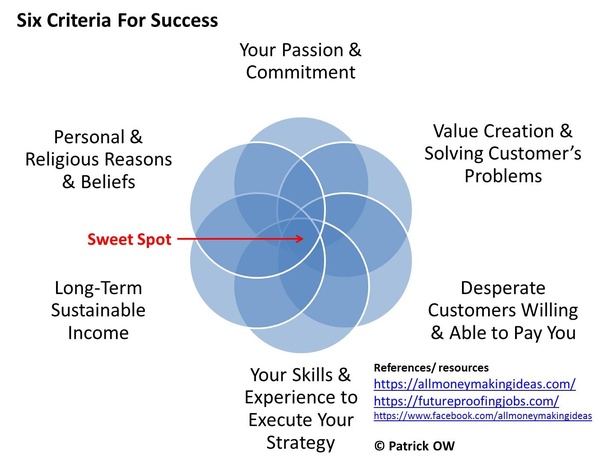 Six Criteria For Success
Your Passion &
Commitment
Personal &
Religious Reasons
& Beliefs
Value Creation &
Solving Customer's
Problems
Sweet Spot
Long-Term
Sustainable
Income
Desperate
Customers Willing
& Able to Pay You
Your Skills &
Experience to
Execute Your
Strategy
References/ resources
https://allmoneymakingideas.com/
https://futureproofingjobs.com/
https://www.facebook.com/allmoneymakingideas
© Patrick OW